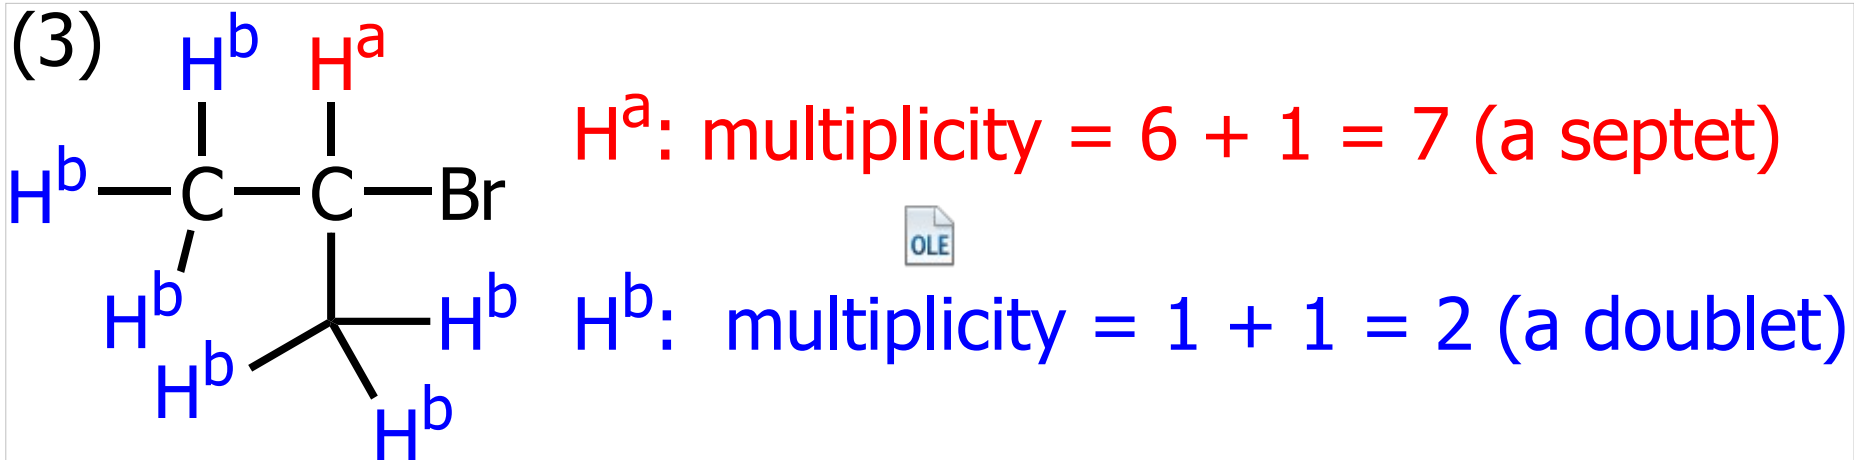 (3)
Hᵇ Hᵃ
Hᵃ: multiplicity = 6 + 1 = 7 (a septet)
Hᵇ C C Br
OLE
Hᵇ Hᵇ
Hᵇ: multiplicity = 1 + 1 = 2 (a doublet)
Hᵇ
Hᵇ